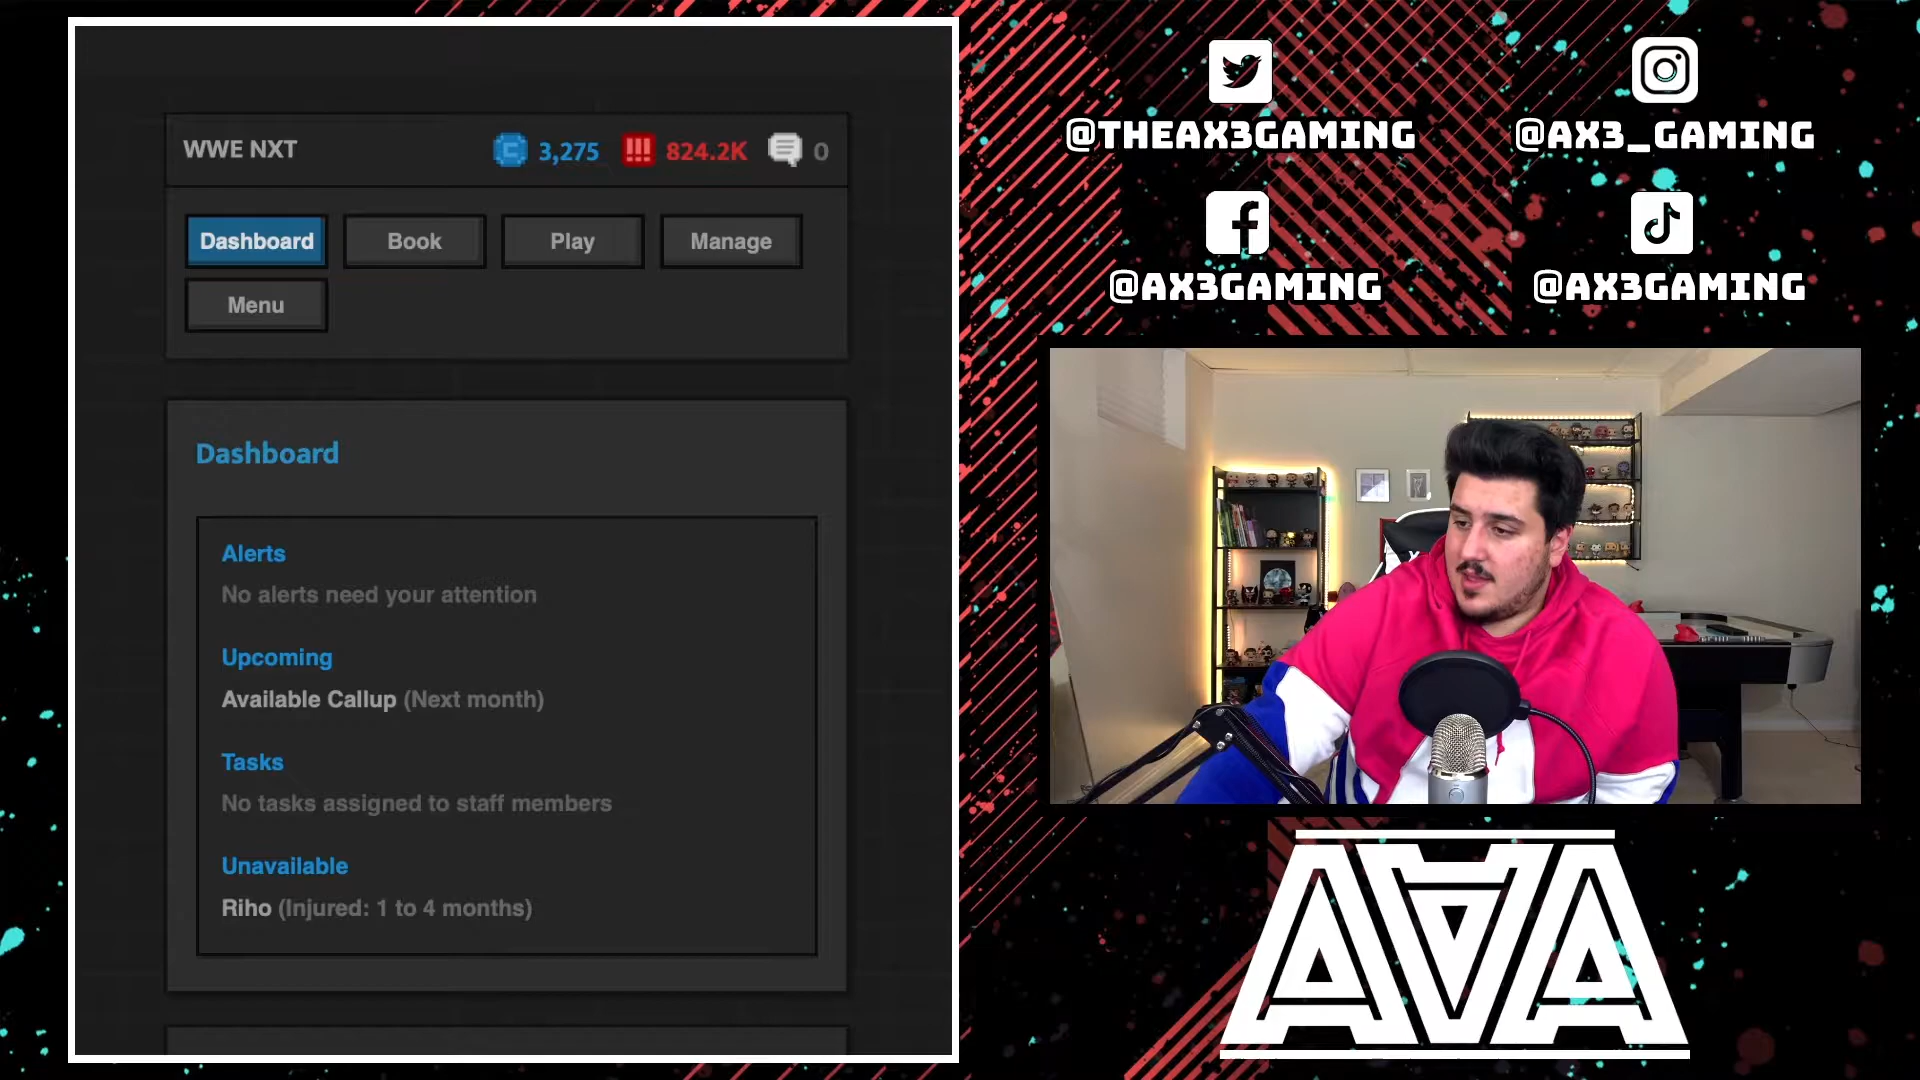 WWE NXT
3,275
824.2K
0
Dashboard
Book
Play
Manage
Menu
Dashboard
Alerts
No alerts need your attention
Upcoming
Available Callup (Next month)
Tasks
No tasks assigned to staff members
Unavailable
Riho (Injured: 1 to 4 months)
@THEAX3GAMING
@AX3_GAMING
@AX3GAMING
@AX3GAMING